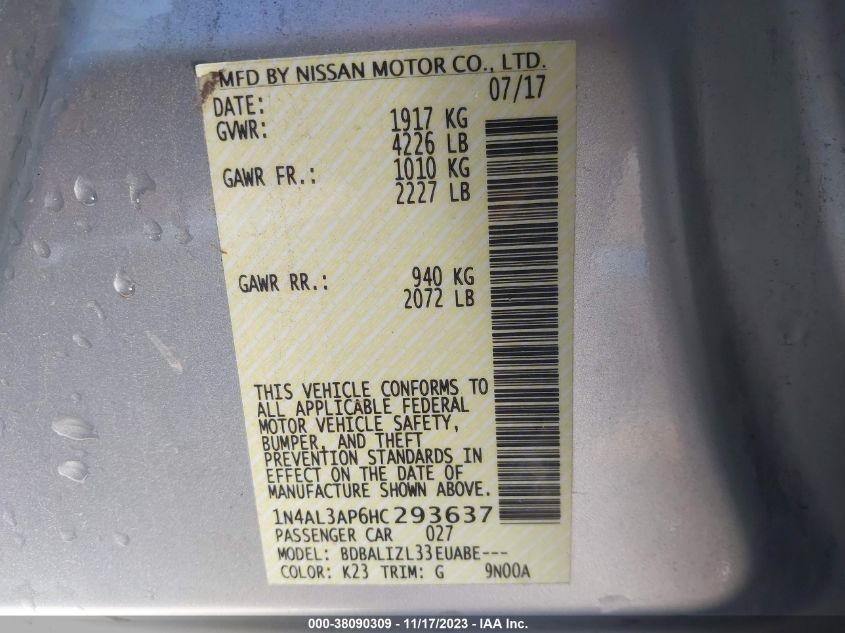 MFD BY NISSAN MOTOR CO., LTD.
DATE: 07/17
GVWR: 1917 KG
4226 LB
GAWR FR.: 1010 KG
2227 LB
GAWR RR.: 940 KG
2072 LB
THIS VEHICLE CONFORMS TO
ALL APPLICABLE FEDERAL
MOTOR VEHICLE SAFETY,
BUMPER, AND THEFT
PREVENTION STANDARDS IN
EFFECT ON THE DATE OF
MANUFACTURE SHOWN ABOVE.
1N4AL3AP6HC293637
PASSENGER CAR 027
MODEL: BDBALIZL33EUABE---
COLOR: K23 TRIM: G 9N00A
000-38090309 - 11/17/2023 - IAA Inc.